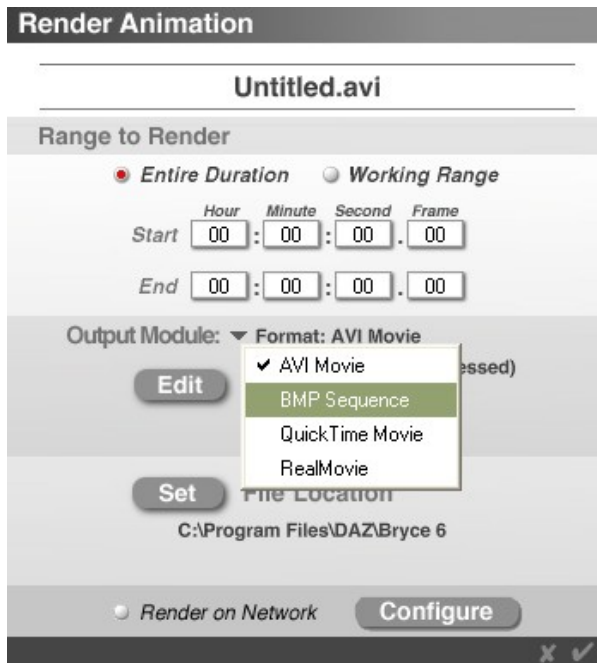 Render Animation
Untitled.avi
Range to Render
Entire Duration Working Range
Hour Minute Second Frame
Start 00 : 00 : 00 . 00
End 00 : 00 : 00 . 00
Output Module: Format: AVI Movie
AVI Movie
essed)
Edit
BMP Sequence
QuickTime Movie
RealMovie
Set File Location
C:\Program Files\DAZ\Bryce 6
Render on Network Configure